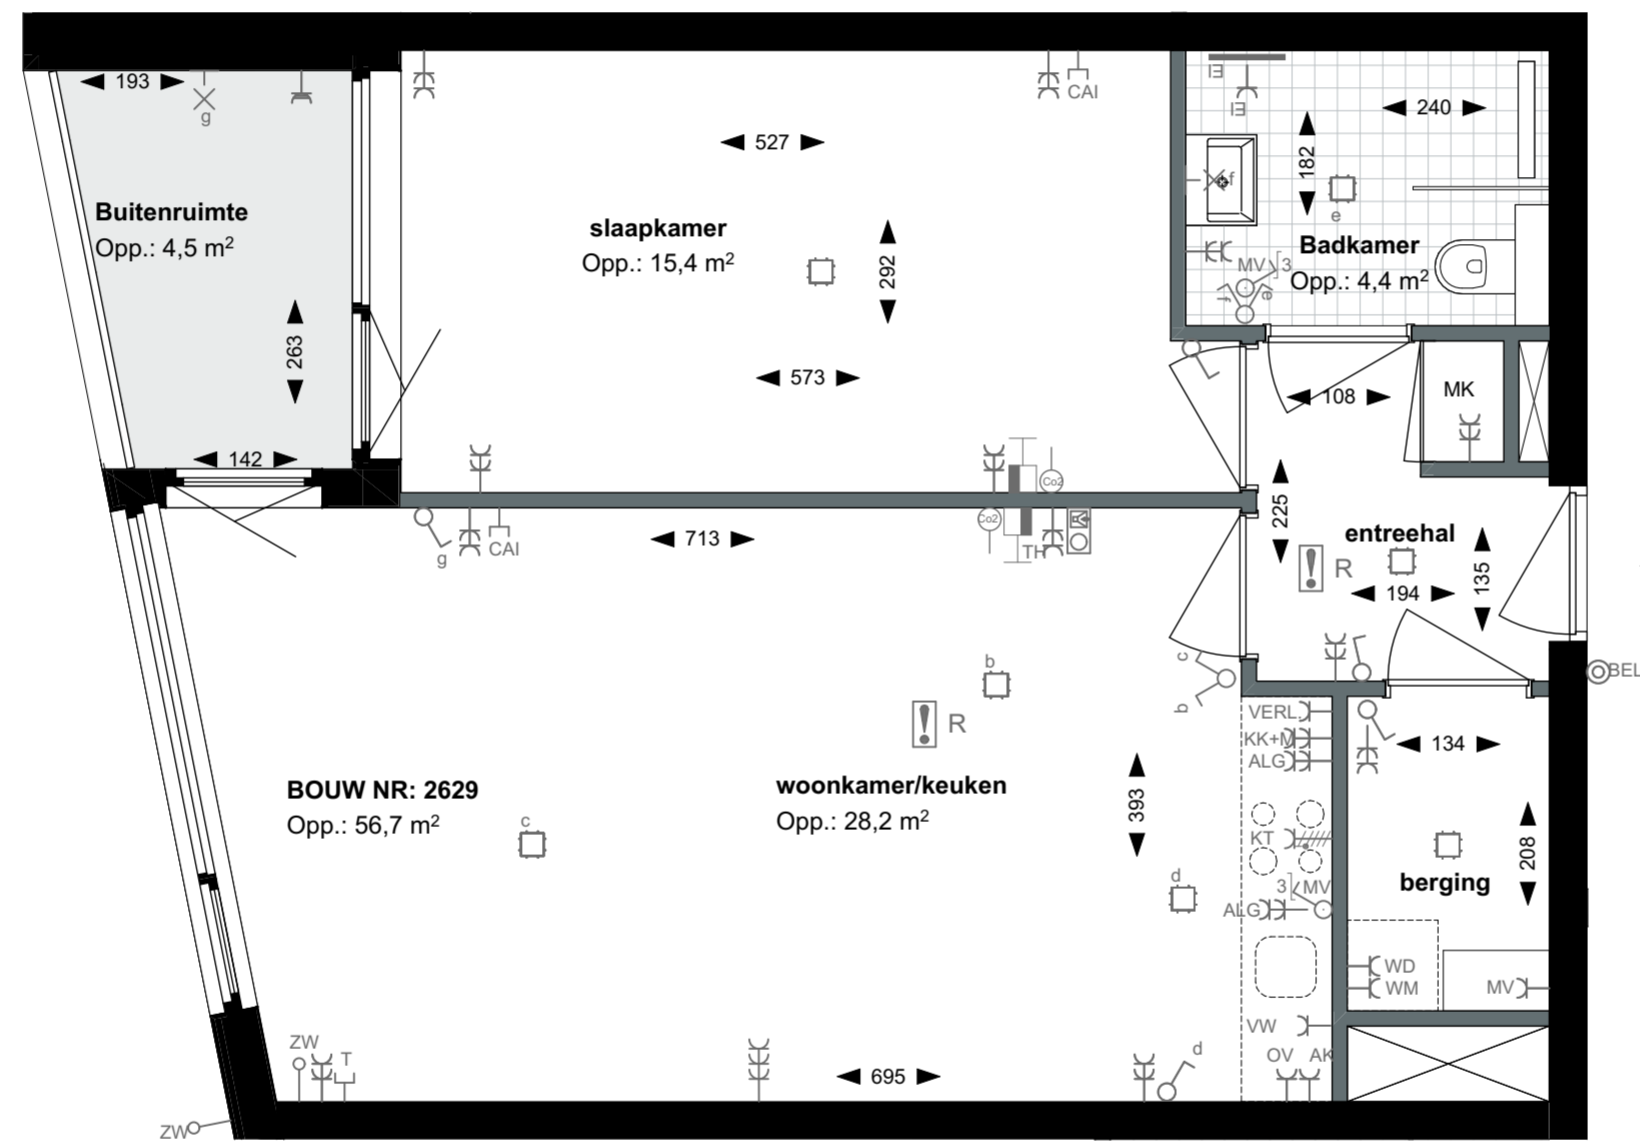 193
g
Buitenruimte
Opp.: 4,5 m²
263
142
CAI
527
slaapkamer
Opp.: 15,4 m²
292
573
Co2
240
182
f
e
Badkamer
Opp.: 4,4 m²
MV
3
f
e
108
MK
225
entreehal
R
194
135
BEL
g
CAI
713
Co2
TH
b
R
c
b
BOUW NR: 2629
Opp.: 56,7 m²
c
woonkamer/keuken
Opp.: 28,2 m²
393
d
VERL.
KK+M
ALG
KT
3
MV
ALG
VW
OV
AK
134
208
berging
WD
WM
MV
ZW
T
695
d
ZW